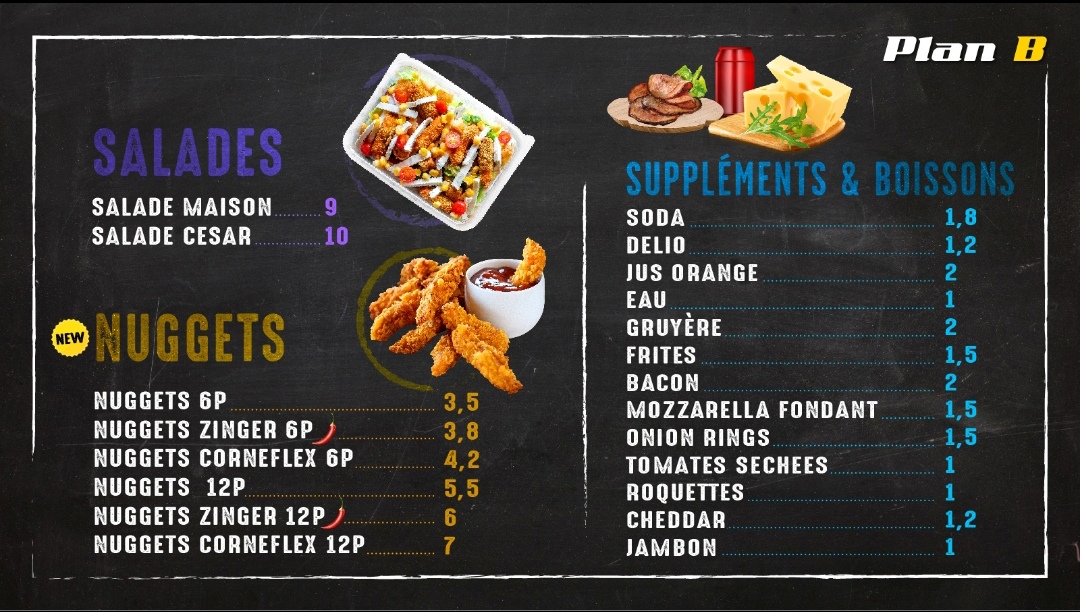 Plan B
SALADES
SALADE MAISON 9
SALADE CESAR 10
NEW
NUGGETS
NUGGETS 6P 3,5
NUGGETS ZINGER 6P 3,8
NUGGETS CORNEFLEX 6P 4,2
NUGGETS 12P 5,5
NUGGETS ZINGER 12P 6
NUGGETS CORNEFLEX 12P 7
SUPPLÉMENTS & BOISSONS
SODA 1,8
DELIO 1,2
JUS ORANGE 2
EAU 1
GRUYÈRE 2
FRITES 1,5
BACON 2
MOZZARELLA FONDANT 1,5
ONION RINGS 1,5
TOMATES SECHEES 1
ROQUETTES 1
CHEDDAR 1,2
JAMBON 1